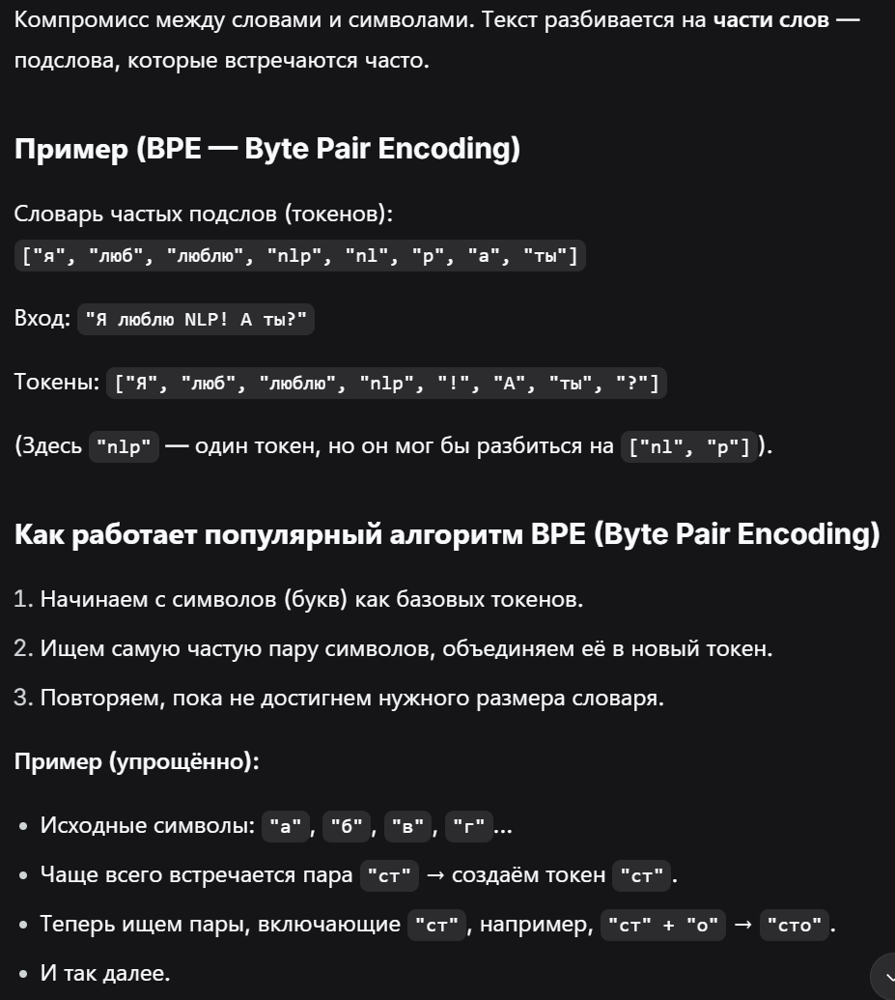 Компромисс между словами и символами. Текст разбивается на части слов —
подслова, которые встречаются часто.
Пример (BPE — Byte Pair Encoding)
Словарь частых подслов (токенов):
["я", "люб", "люблю", "nlp", "nl", "p", "а", "ты"]
Вход: "Я люблю NLP! А ты?"
Токены: ["Я", "люб", "люблю", "nlp", "!", "А", "ты", "?"]
(Здесь "nlp" — один токен, но он мог бы разбиться на ["nl", "p"]).
Как работает популярный алгоритм BPE (Byte Pair Encoding)
1. Начинаем с символов (букв) как базовых токенов.
2. Ищем самую частую пару символов, объединяем её в новый токен.
3. Повторяем, пока не достигнем нужного размера словаря.
Пример (упрощённо):
• Исходные символы: "а", "б", "в", "г"...
• Чаще всего встречается пара "ст" → создаём токен "ст".
• Теперь ищем пары, включающие "ст", например, "ст" + "о" → "сто".
• И так далее.